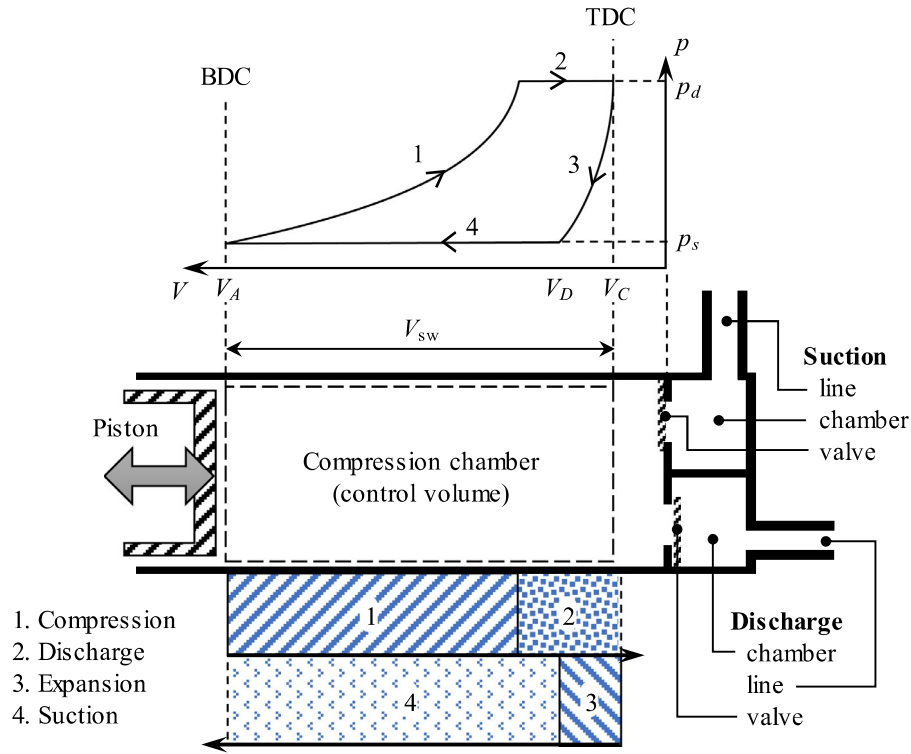 TDC
p
BDC
2
p_d
1
3
4
p_s
V
V_A
V_D
V_C
V_sw
Suction
line
chamber
valve
Piston
Compression chamber
(control volume)
1
2
1. Compression
2. Discharge
3. Expansion
4. Suction
Discharge
chamber
line
valve
4
3